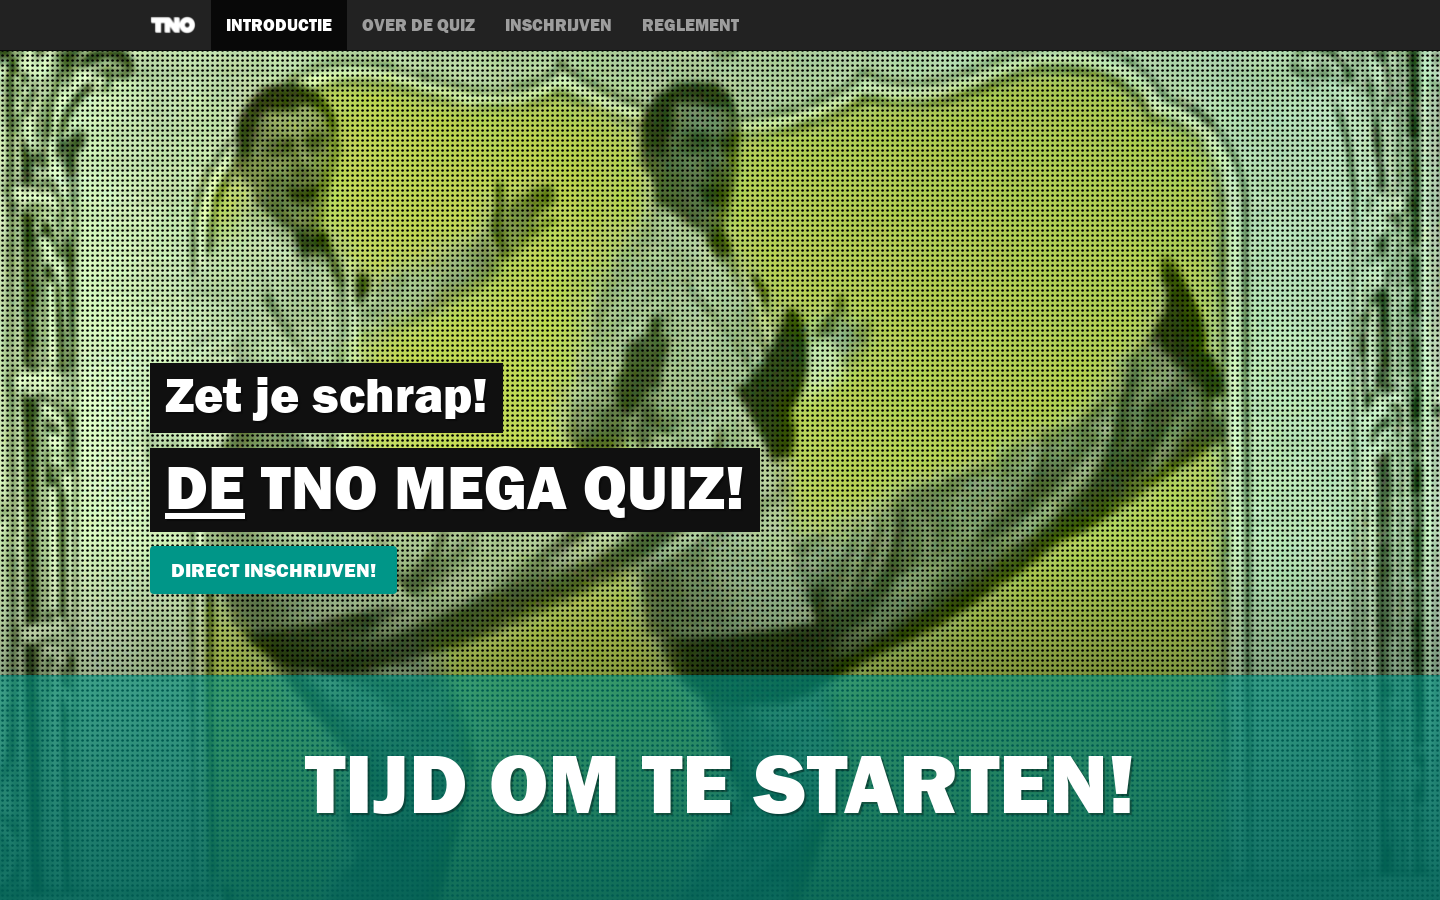 TNO
INTRODUCTIE
OVER DE QUIZ
INSCHRIJVEN
REGLEMENT
Zet je schrap!
DE TNO MEGA QUIZ!
DIRECT INSCHRIJVEN!
TIJD OM TE STARTEN!